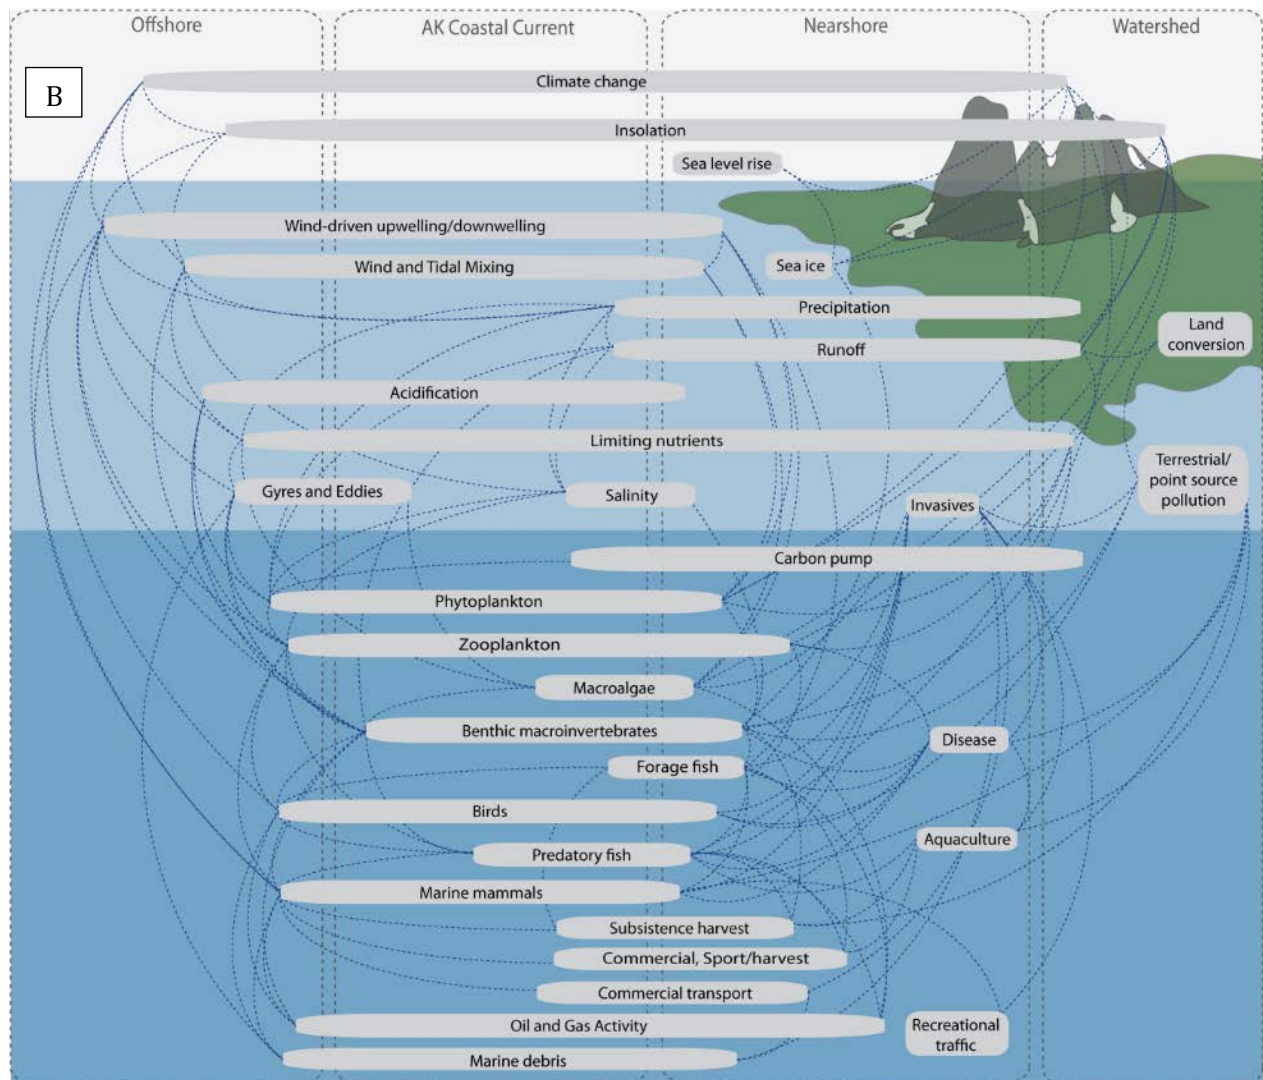 Offshore
AK Coastal Current
Nearshore
Watershed
B
Climate change
Insolation
Sea level rise
Wind-driven upwelling/downwelling
Wind and Tidal Mixing
Sea ice
Precipitation
Land
conversion
Runoff
Acidification
Limiting nutrients
Terrestrial/
point source
pollution
Gyres and Eddies
Salinity
Invasives
Carbon pump
Phytoplankton
Zooplankton
Macroalgae
Benthic macroinvertebrates
Disease
Forage fish
Birds
Aquaculture
Predatory fish
Marine mammals
Subsistence harvest
Commercial, Sport/harvest
Commercial transport
Oil and Gas Activity
Recreational
traffic
Marine debris